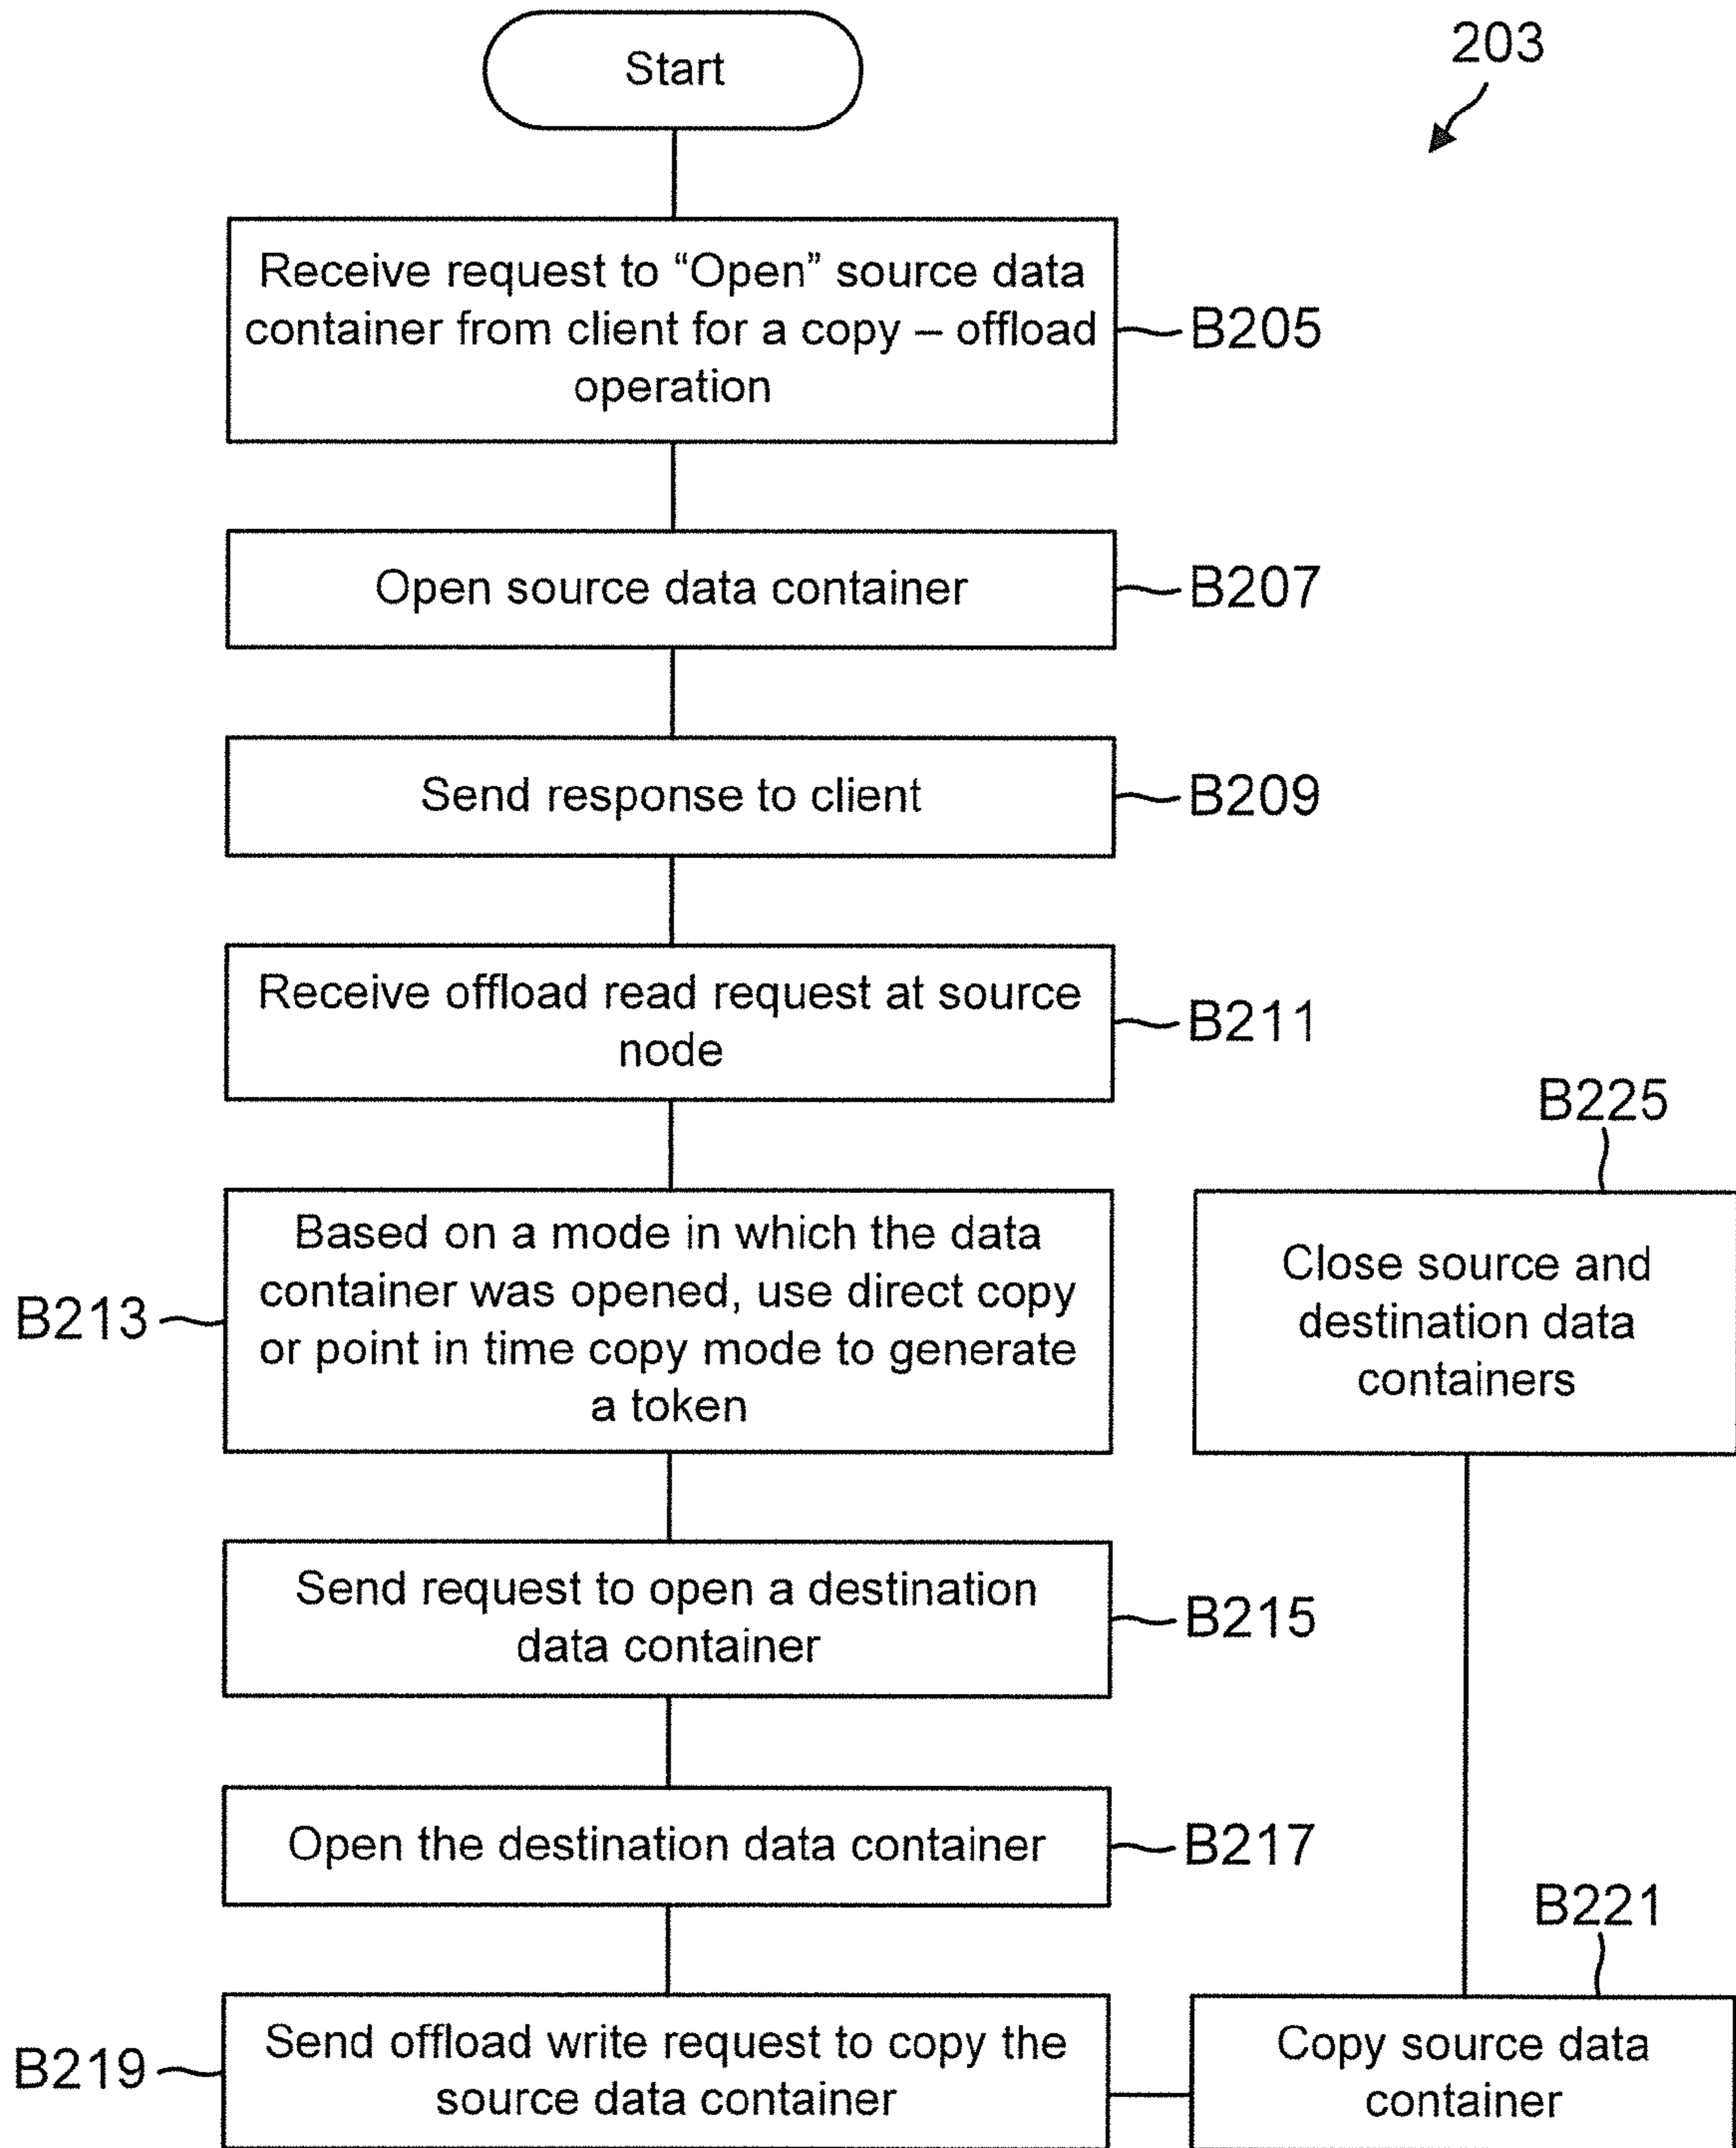 Start
203
Receive request to “Open” source data
container from client for a copy – offload
operation
B205
Open source data container
B207
Send response to client
B209
Receive offload read request at source
node
B211
Based on a mode in which the data
container was opened, use direct copy
or point in time copy mode to generate
a token
B213
Send request to open a destination
data container
B215
Open the destination data container
B217
Send offload write request to copy the
source data container
B219
Copy source data
container
B221
Close source and
destination data
containers
B225